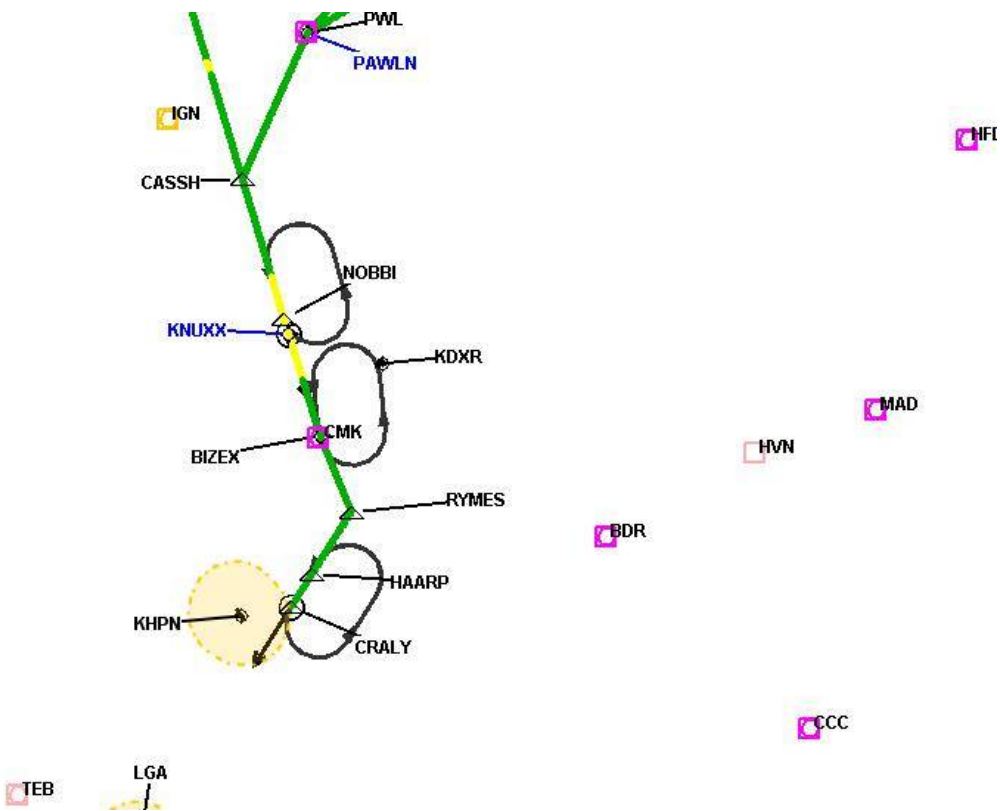 PWL
PAWLN
IGN
HFD
CASSH
NOBBI
KNUXX
KDXR
MAD
CMK
BIZEX
HVN
RYMES
BDR
HAARP
KHPN
CRALY
CCC
LGA
TEB